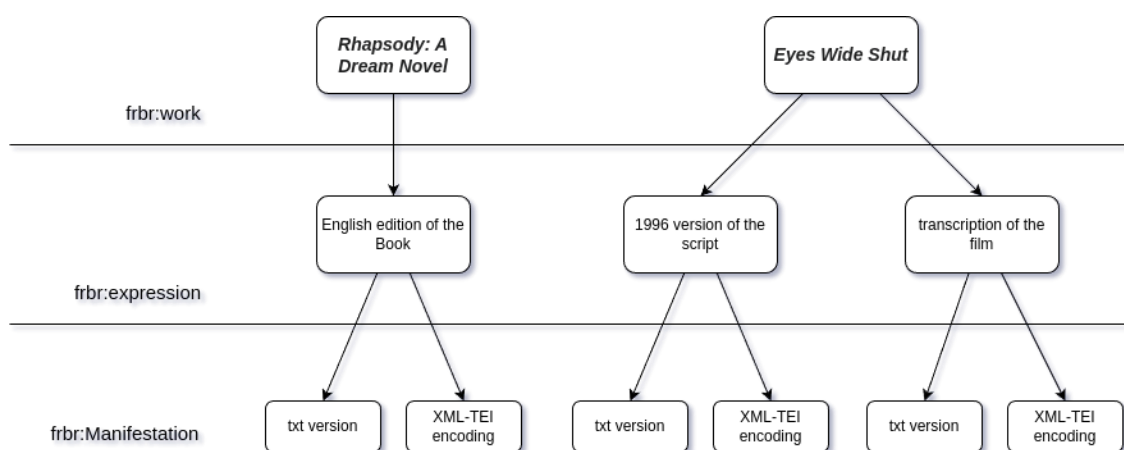 Rhapsody: A
Dream Novel
Eyes Wide Shut
frbr:work
English edition of the
Book
1996 version of the
script
transcription of the
film
frbr:expression
txt version
XML-TEI
encoding
txt version
XML-TEI
encoding
txt version
XML-TEI
encoding
frbr:Manifestation